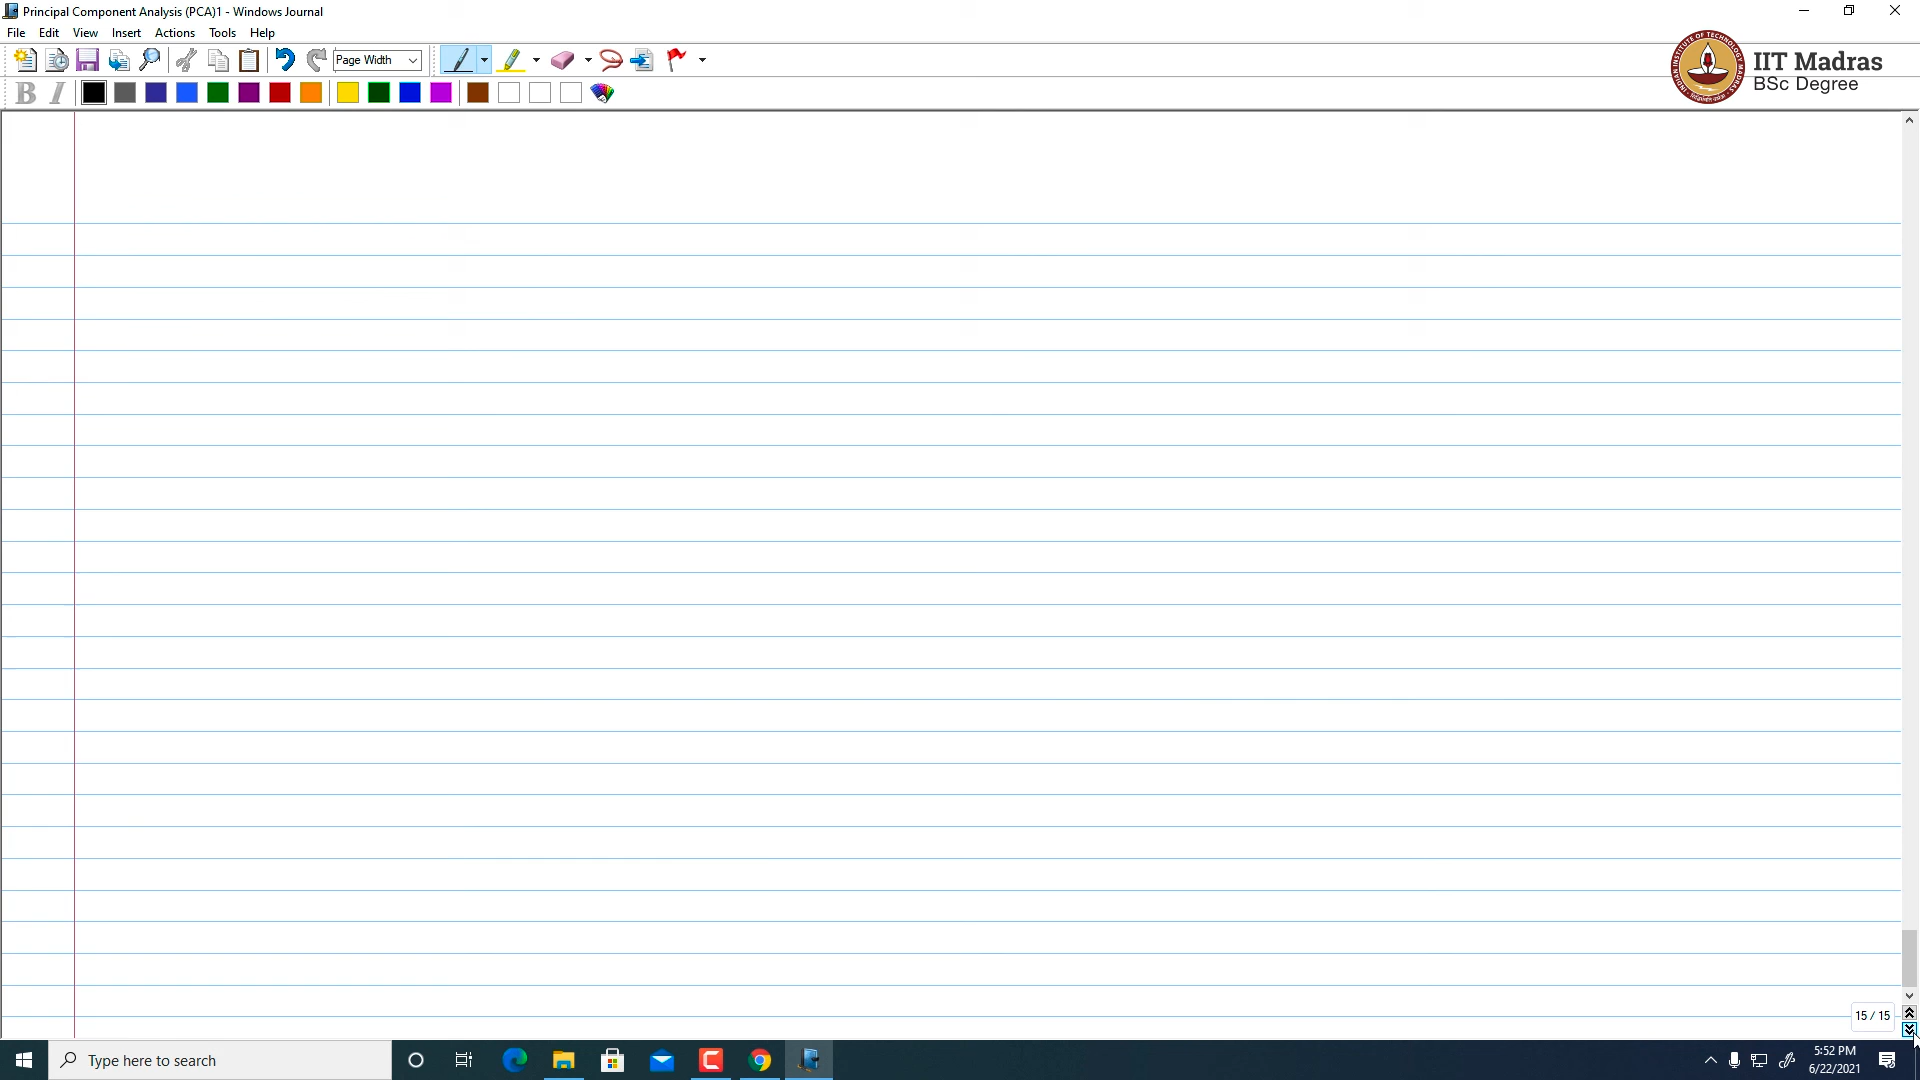 Principal Component Analysis (PCA)1 - Windows Journal
File Edit View Insert Actions Tools Help
Page Width
B I
IIT Madras
BSc Degree
15 / 15
Type here to search
5:52 PM
6/22/2021